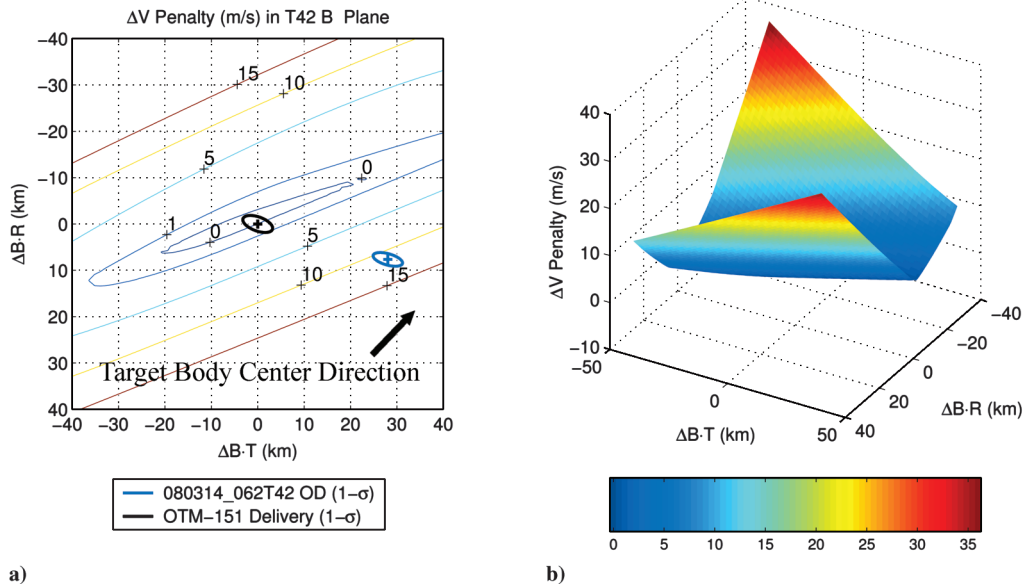 ΔV Penalty (m/s) in T42 B Plane
−40
−30
−20
−10
0
10
20
30
40
ΔB·R (km)
15
10
5
0
1
0
5
10
15
Target Body Center Direction
−40 −30 −20 −10 0 10 20 30 40
ΔB·T (km)
080314_062T42 OD (1−σ)
OTM−151 Delivery (1−σ)
a)
40
30
20
10
0
−10
ΔV Penalty (m/s)
−50
0
50
ΔB·T (km)
40
20
0
−20
−40
ΔB·R (km)
0 5 10 15 20 25 30 35
b)